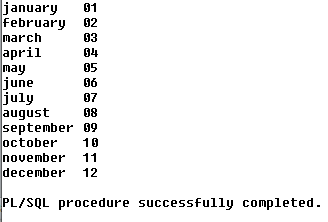 january   01
february  02
march     03
april     04
may       05
june      06
july      07
august    08
september 09
october   10
november  11
december  12

PL/SQL procedure successfully completed.